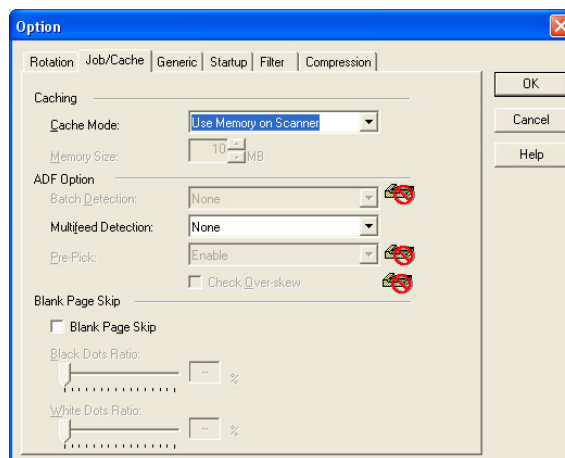 Option
Rotation Job/Cache Generic Startup Filter Compression
OK
Cancel
Help
Caching
Cache Mode: Use Memory on Scanner
Memory Size: 10 MB
ADF Option
Batch Detection: None
Multifeed Detection: None
Pre-Pick: Enable
Check Over-skew
Blank Page Skip
Blank Page Skip
Black Dots Ratio:
-- %
White Dots Ratio:
-- %